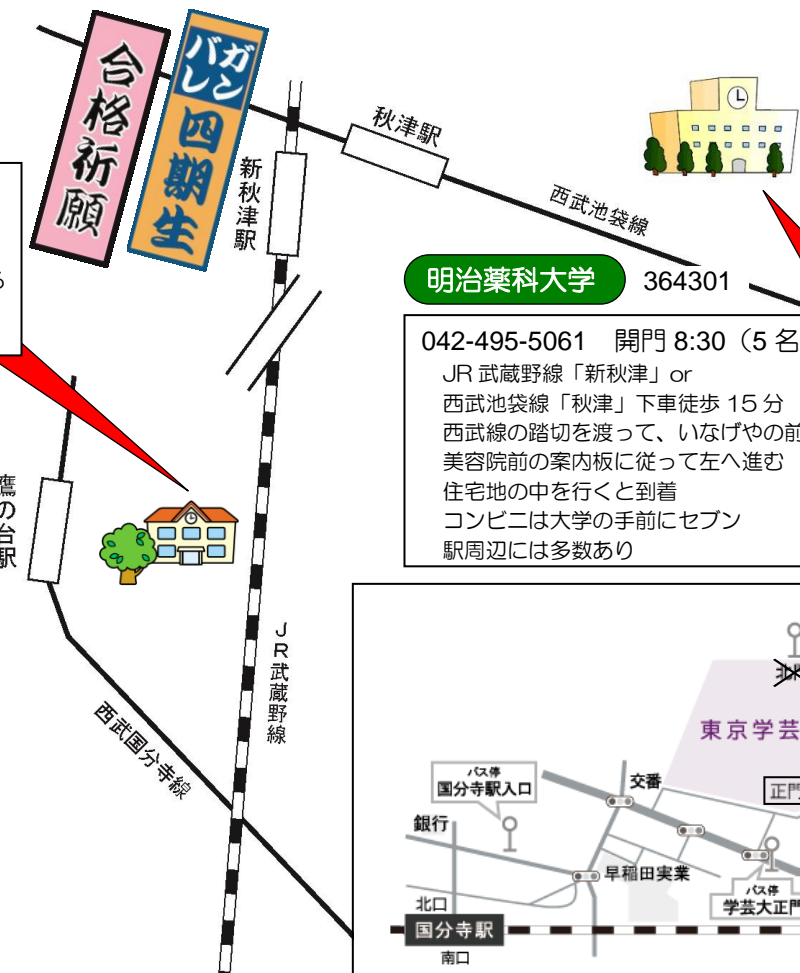 合格祈願
ガンバレ
四期生
新秋津駅
秋津駅
西武池袋線
る
明治薬科大学 364301
042-495-5061 開門 8:30(5 名
JR 武蔵野線「新秋津」or
西武池袋線「秋津」下車徒歩 15 分
西武線の踏切を渡って、いなげやの前
美容院前の案内板に従って左へ進む
住宅地の中を行くと到着
コンビニは大学の手前にセブン
駅周辺には多数あり
鷹の台駅
JR武蔵野線
西武国分寺線
東京学芸
正門
バス停
国分寺駅入口
交番
銀行
早稲田実業
バス停
学芸大正門
北口
国分寺駅
南口